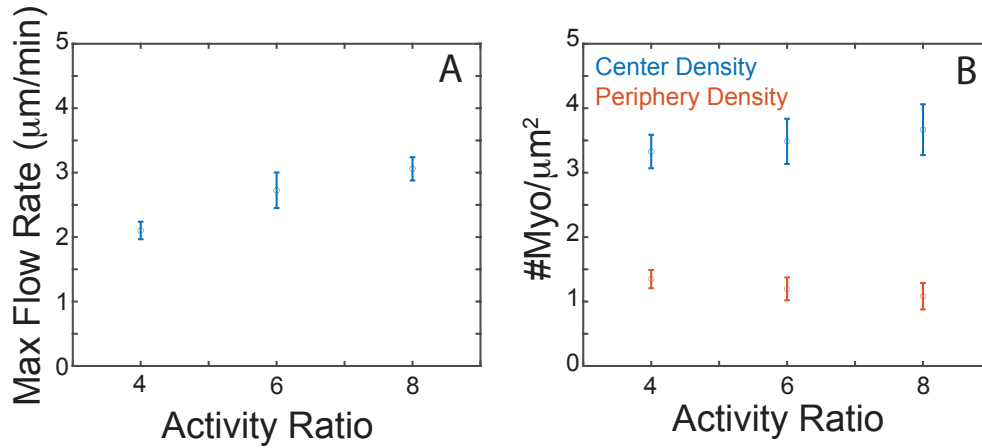 A
Max Flow Rate (μm/min)
5
4
3
2
1
0
4 6 8
Activity Ratio
B
Center Density
Periphery Density
#Myo/μm²
5
4
3
2
1
0
4 6 8
Activity Ratio